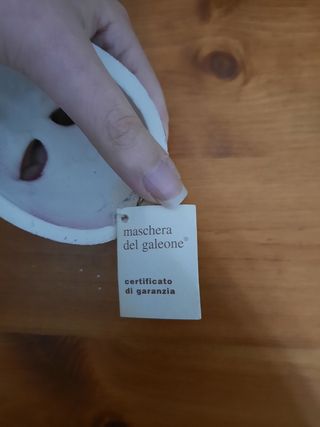 maschera
del galeone®
certificato
di garanzia